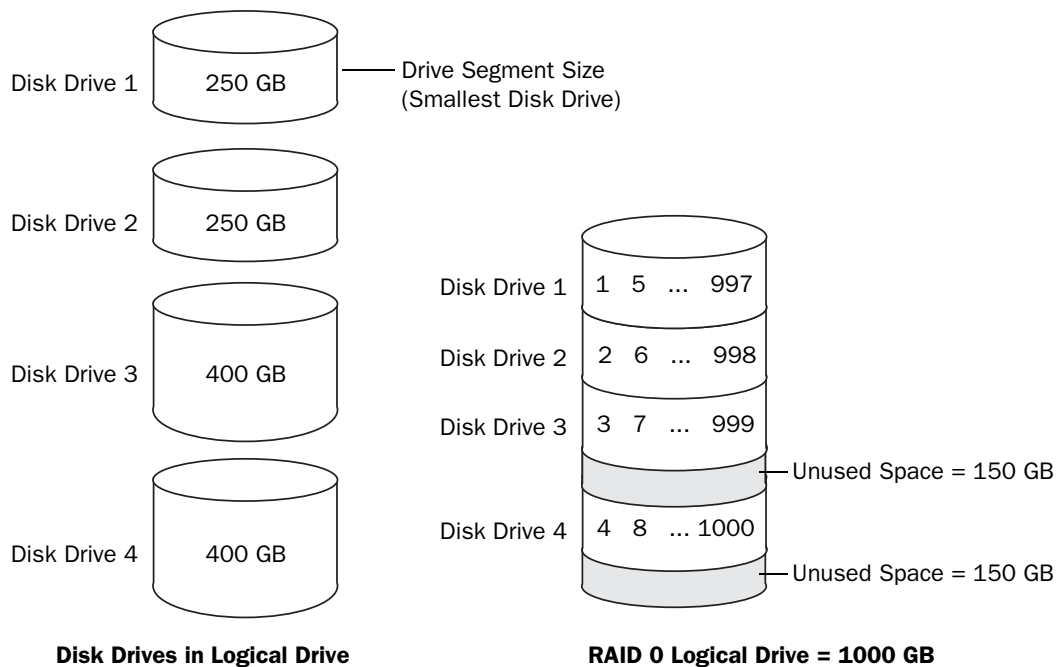 Disk Drive 1
250 GB
Drive Segment Size
(Smallest Disk Drive)
Disk Drive 2
250 GB
Disk Drive 3
400 GB
Disk Drive 4
400 GB
Disk Drives in Logical Drive
Disk Drive 1
1 5 ... 997
Disk Drive 2
2 6 ... 998
Disk Drive 3
3 7 ... 999
Unused Space = 150 GB
Disk Drive 4
4 8 ... 1000
Unused Space = 150 GB
RAID 0 Logical Drive = 1000 GB